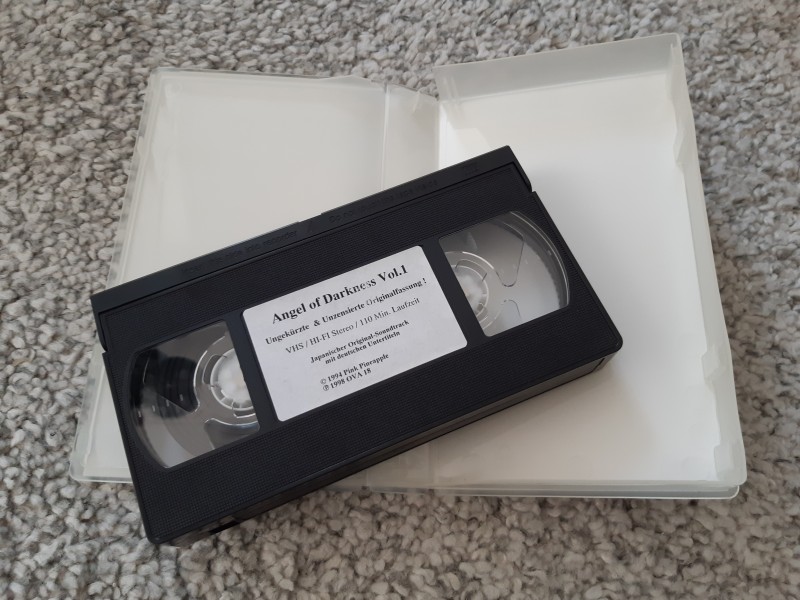 Angel of Darkness Vol.1
Ungekürzte & Unzensierte Originalfassung!
VHS / HI-FI Stereo / 110 Min. Laufzeit
Japanischer Original-Soundtrack
mit deutschen Untertiteln
© 1994 Pink Pineapple
℗ 1998 OVA 18